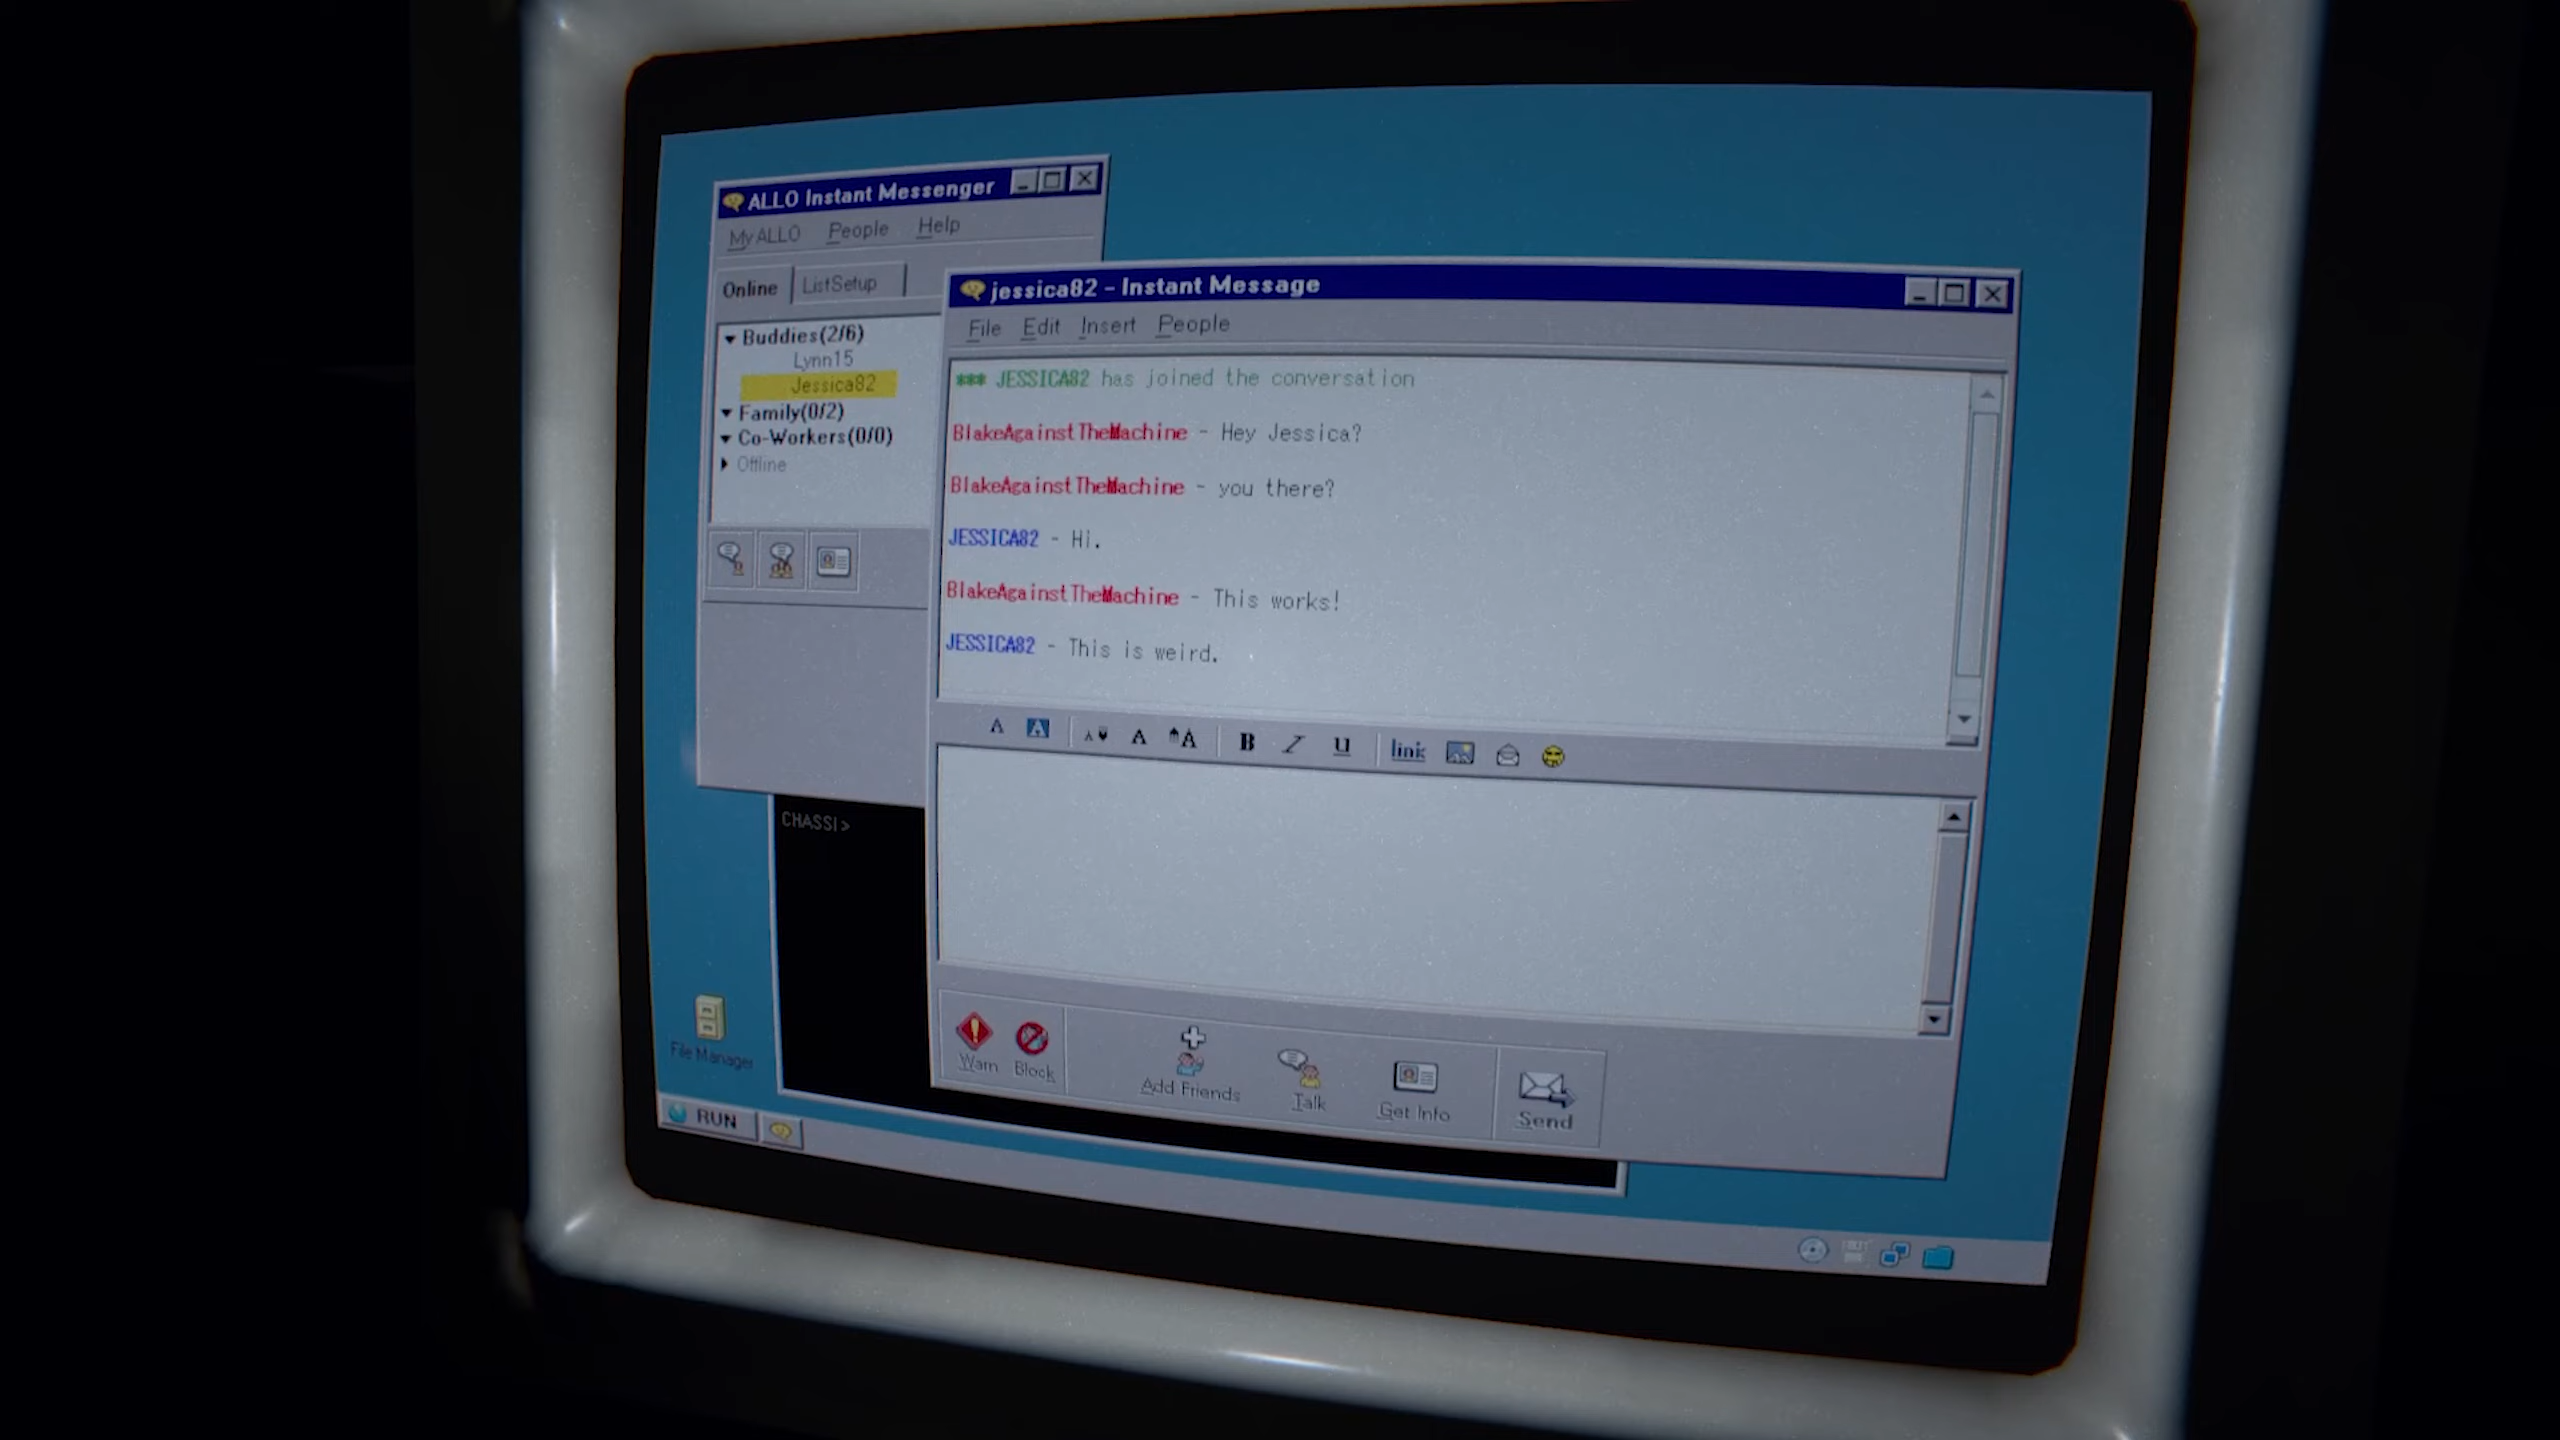 ALLO Instant Messenger
My ALLO People Help
Online ListSetup
Buddies(2/6)
Lynn15
Jessica82
Family(0/2)
Co-Workers(0/0)
Offline
jessica82 - Instant Message
File Edit Insert People
*** JESSICA82 has joined the conversation
BlakeAgainstTheMachine - Hey Jessica?
BlakeAgainstTheMachine - you there?
JESSICA82 - Hi.
BlakeAgainstTheMachine - This works!
JESSICA82 - This is weird.
A A A A A B I U link
CHASSI>
Warn Block Add Friends Talk Get Info Send
File Manager
RUN